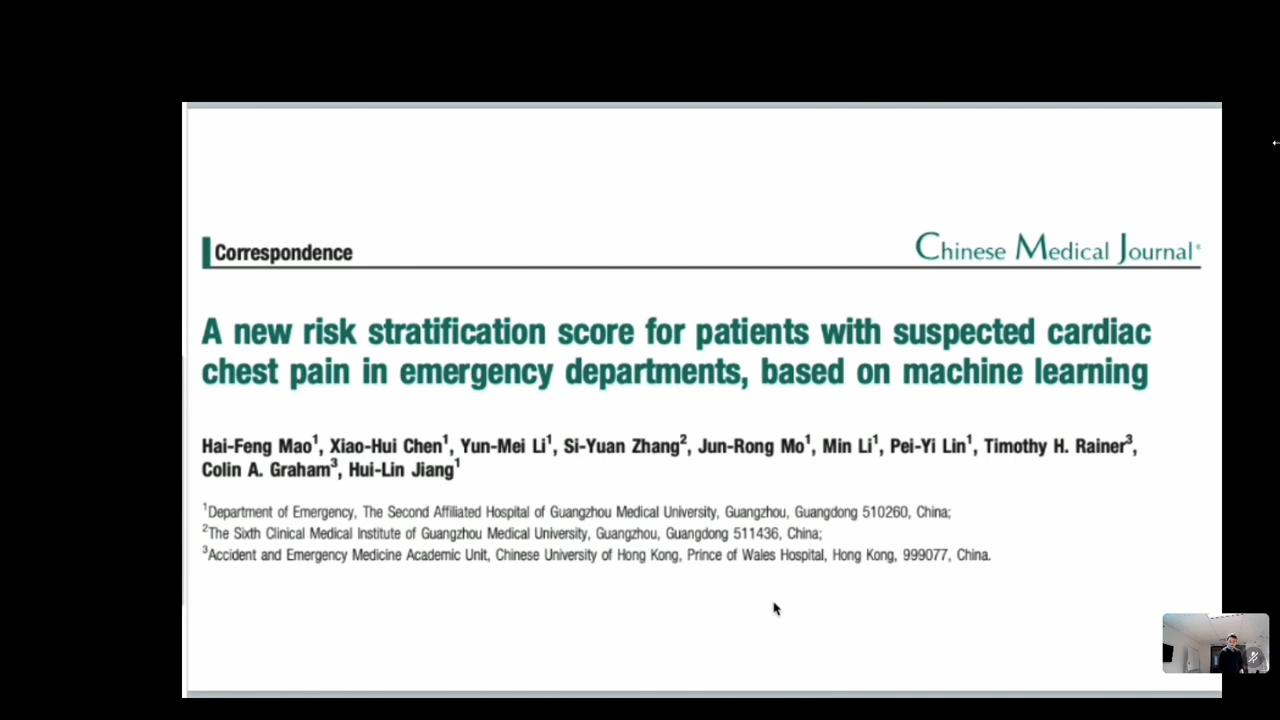 Correspondence
Chinese Medical Journal®
A new risk stratification score for patients with suspected cardiac
chest pain in emergency departments, based on machine learning
Hai-Feng Mao¹, Xiao-Hui Chen¹, Yun-Mei Li¹, Si-Yuan Zhang², Jun-Rong Mo¹, Min Li¹, Pei-Yi Lin¹, Timothy H. Rainer³,
Colin A. Graham³, Hui-Lin Jiang¹
¹Department of Emergency, The Second Affiliated Hospital of Guangzhou Medical University, Guangzhou, Guangdong 510260, China;
²The Sixth Clinical Medical Institute of Guangzhou Medical University, Guangzhou, Guangdong 511436, China;
³Accident and Emergency Medicine Academic Unit, Chinese University of Hong Kong, Prince of Wales Hospital, Hong Kong, 999077, China.